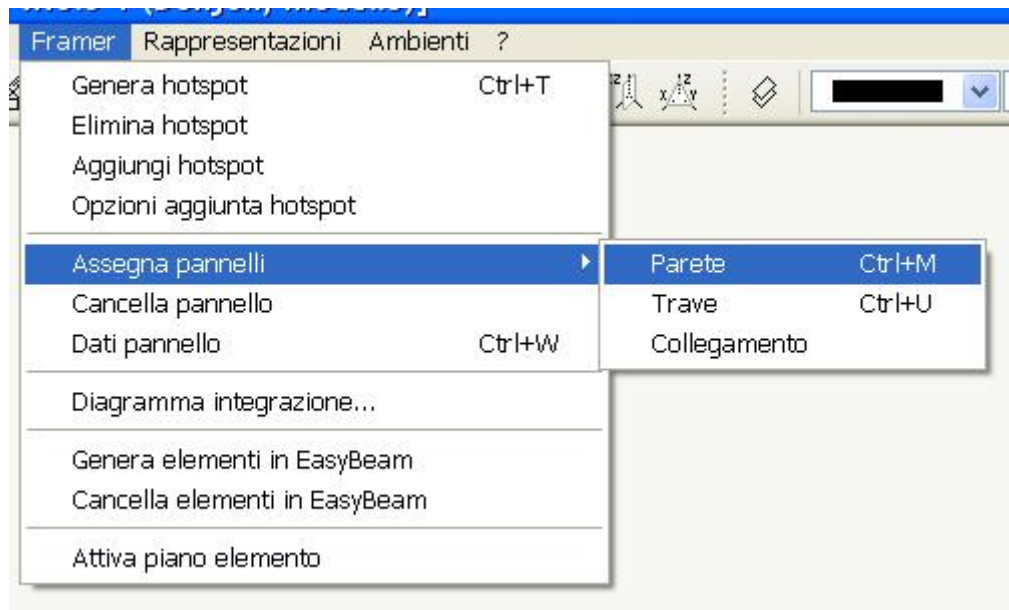 Framer Rappresentazioni Ambienti ?
Genera hotspot Ctrl+T
Elimina hotspot
Aggiungi hotspot
Opzioni aggiunta hotspot
Assegna pannelli
Parete Ctrl+M
Cancella pannello
Trave Ctrl+U
Dati pannello Ctrl+W
Collegamento
Diagramma integrazione...
Genera elementi in EasyBeam
Cancella elementi in EasyBeam
Attiva piano elemento